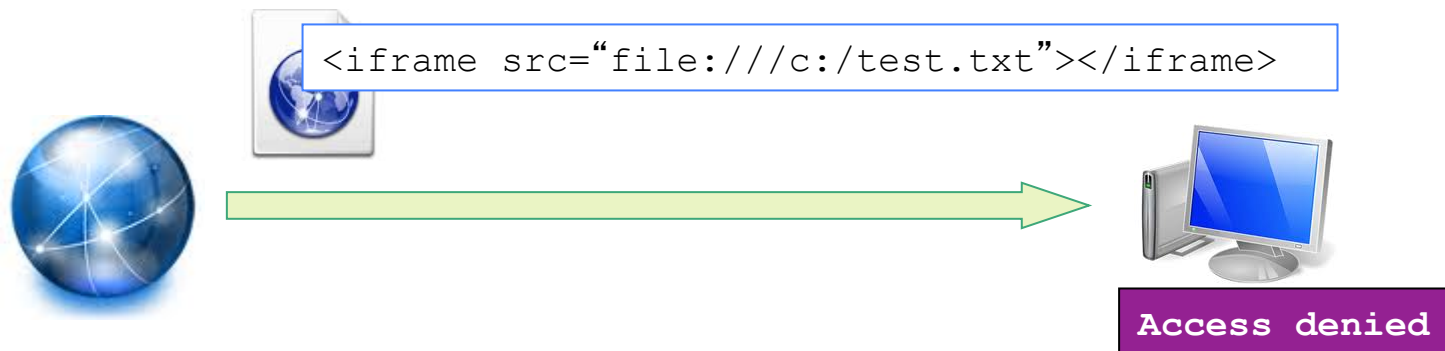 <iframe src=“file:///c:/test.txt”></iframe>
Access denied